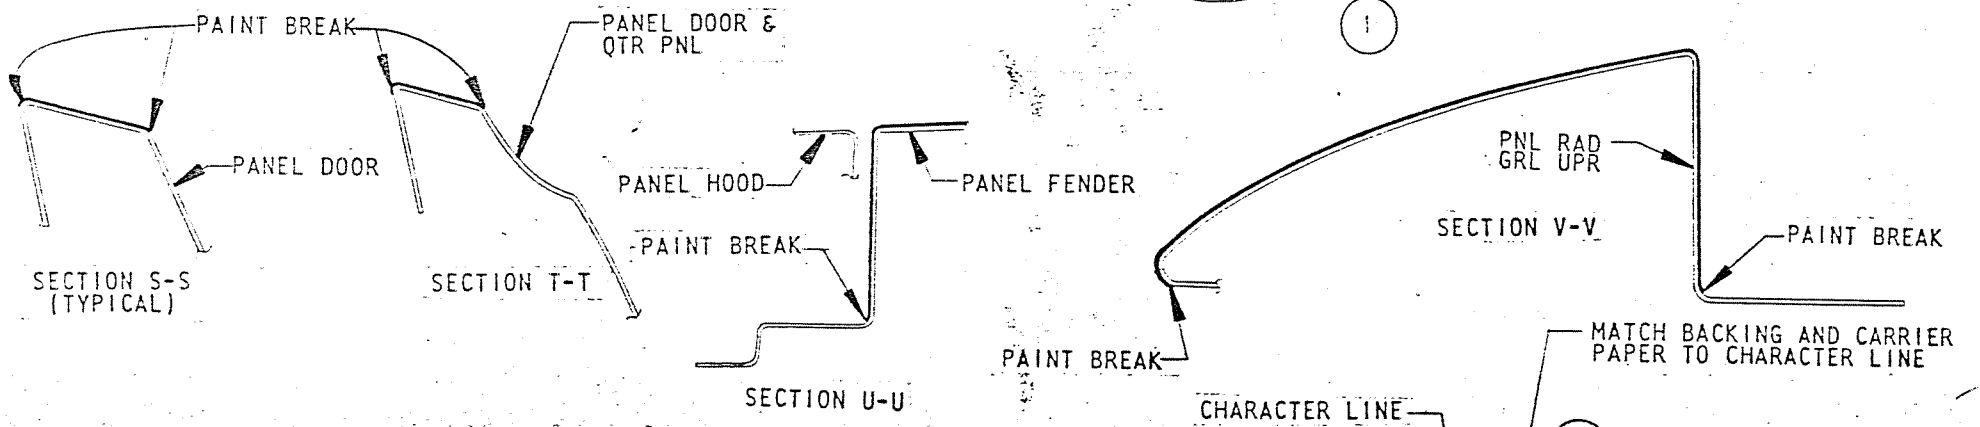 PAINT BREAK
PANEL DOOR &
QTR PNL
1
PANEL DOOR
SECTION S-S
(TYPICAL)
SECTION T-T
PANEL HOOD
PANEL FENDER
PAINT BREAK
SECTION U-U
PNL RAD
GRL UPR
SECTION V-V
PAINT BREAK
PAINT BREAK
MATCH BACKING AND CARRIER
PAPER TO CHARACTER LINE
CHARACTER LINE